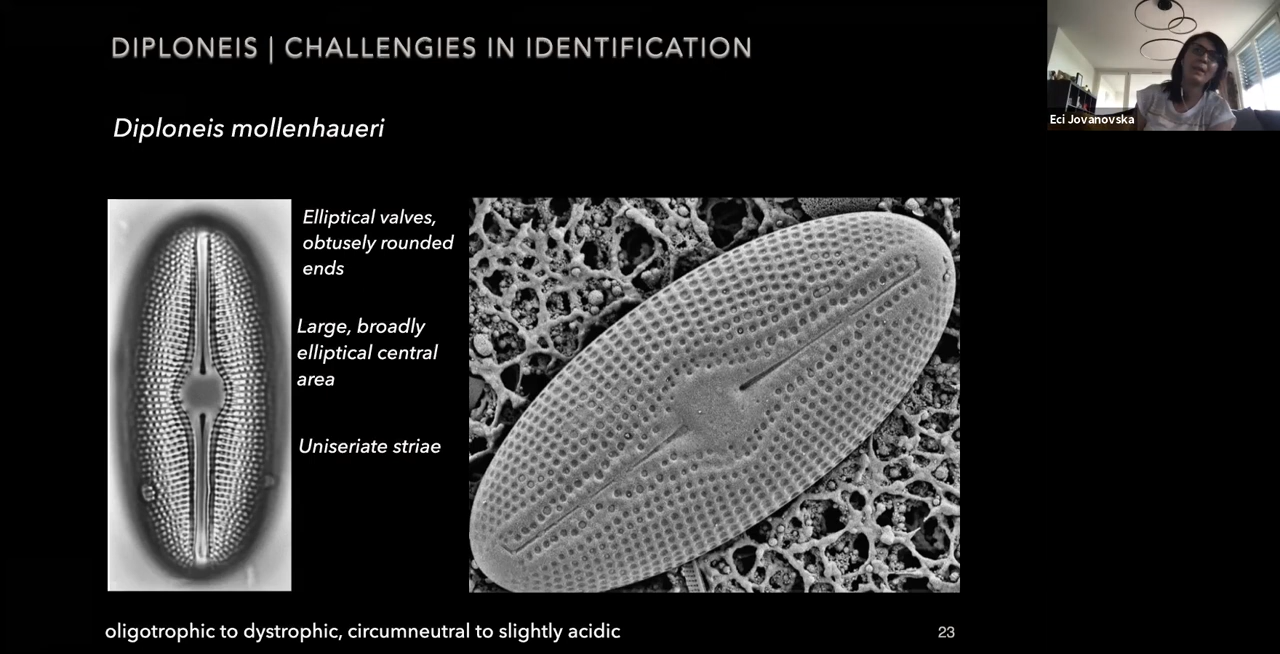 DIPLONEIS | CHALLENGIES IN IDENTIFICATION
Eci Jovanovska
Diploneis mollenhaueri
Elliptical valves,
obtusely rounded
ends
Large, broadly
elliptical central
area
Uniseriate striae
oligotrophic to dystrophic, circumneutral to slightly acidic
23